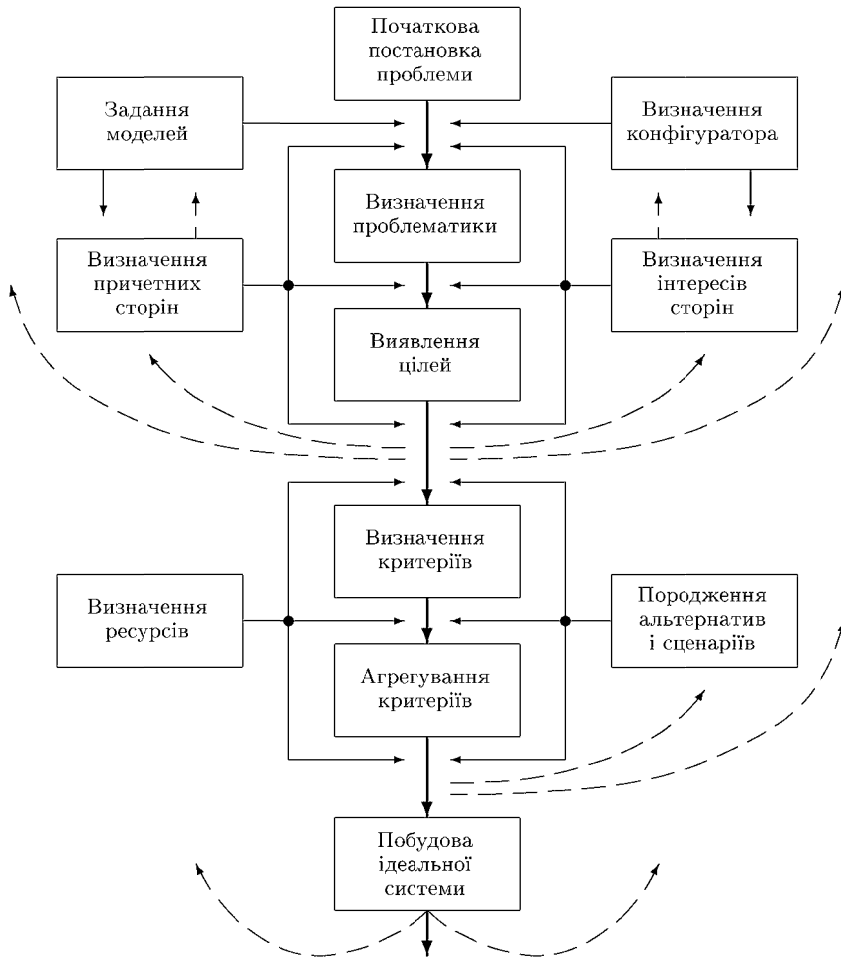 Початкова
постановка
проблеми
Задання
моделей
Визначення
конфігуратора
Визначення
проблематики
Визначення
причетних
сторін
Визначення
інтересів
сторін
Виявлення
цілей
Визначення
критеріїв
Визначення
ресурсів
Породження
альтернатив
і сценаріїв
Агрегування
критеріїв
Побудова
ідеальної
системи